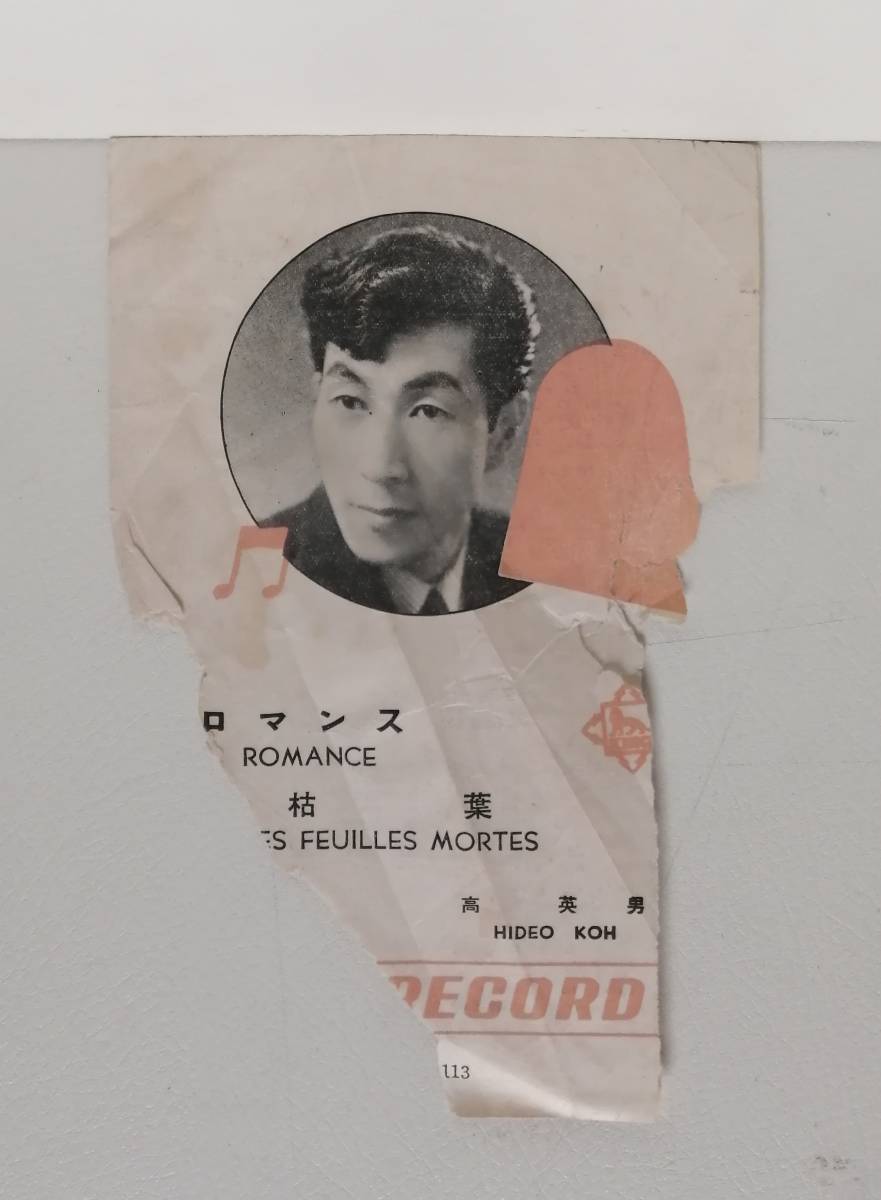 ロマンス
ROMANCE
枯葉
ES FEUILLES MORTES
高英男
HIDEO KOH
RECORD
113